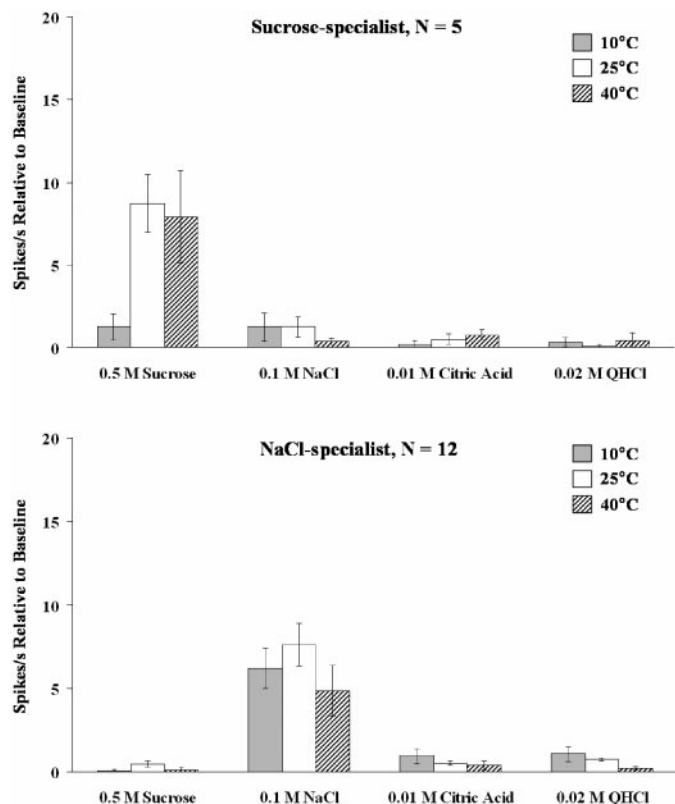 Sucrose-specialist, N = 5
10°C
25°C
40°C
Spikes/s Relative to Baseline
20
15
10
5
0
0.5 M Sucrose 0.1 M NaCl 0.01 M Citric Acid 0.02 M QHCl
NaCl-specialist, N = 12
10°C
25°C
40°C
Spikes/s Relative to Baseline
20
15
10
5
0
0.5 M Sucrose 0.1 M NaCl 0.01 M Citric Acid 0.02 M QHCl